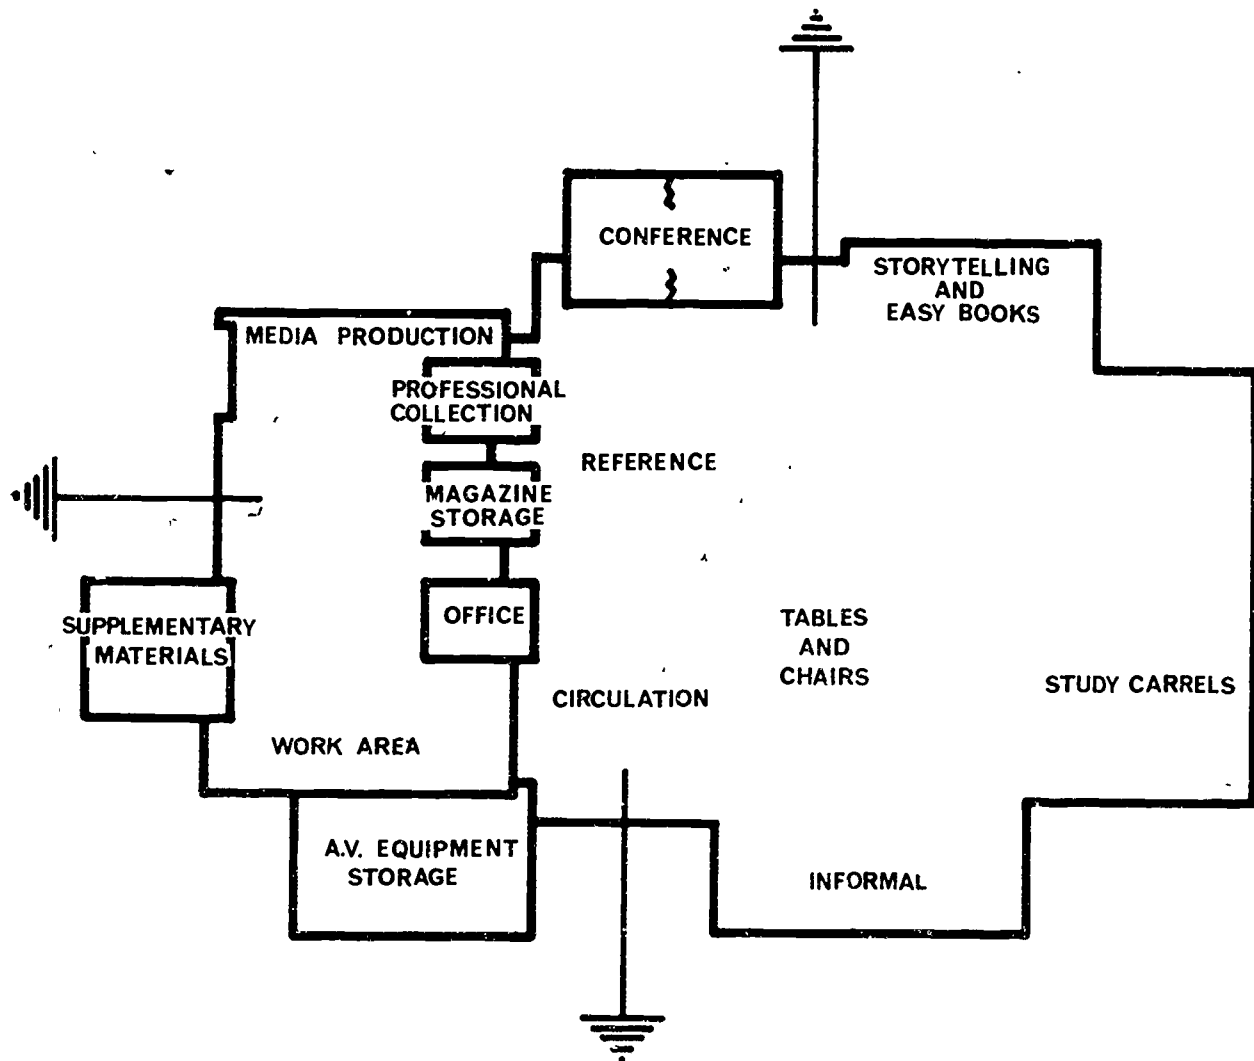 CONFERENCE
STORYTELLING
AND
EASY BOOKS
MEDIA PRODUCTION
PROFESSIONAL
COLLECTION
REFERENCE
MAGAZINE
STORAGE
OFFICE
SUPPLEMENTARY
MATERIALS
TABLES
AND
CHAIRS
CIRCULATION
STUDY CARRELS
WORK AREA
A.V. EQUIPMENT
STORAGE
INFORMAL